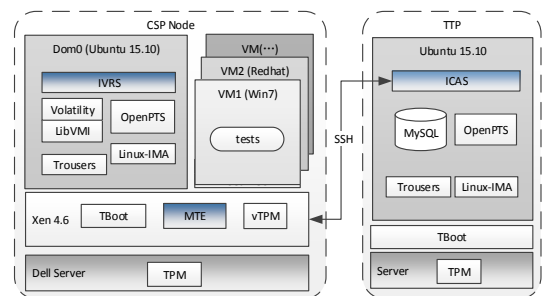 CSP Node
TTP
Dom0 (Ubuntu 15.10)
IVRS
Volatility
LibVMI
OpenPTS
Trousers
Linux-IMA
VM(···)
VM2 (Redhat)
VM1 (Win7)
tests
SSH
Ubuntu 15.10
ICAS
MySQL
OpenPTS
Trousers
Linux-IMA
Xen 4.6
TBoot
MTE
vTPM
TBoot
Dell Server
TPM
Server
TPM